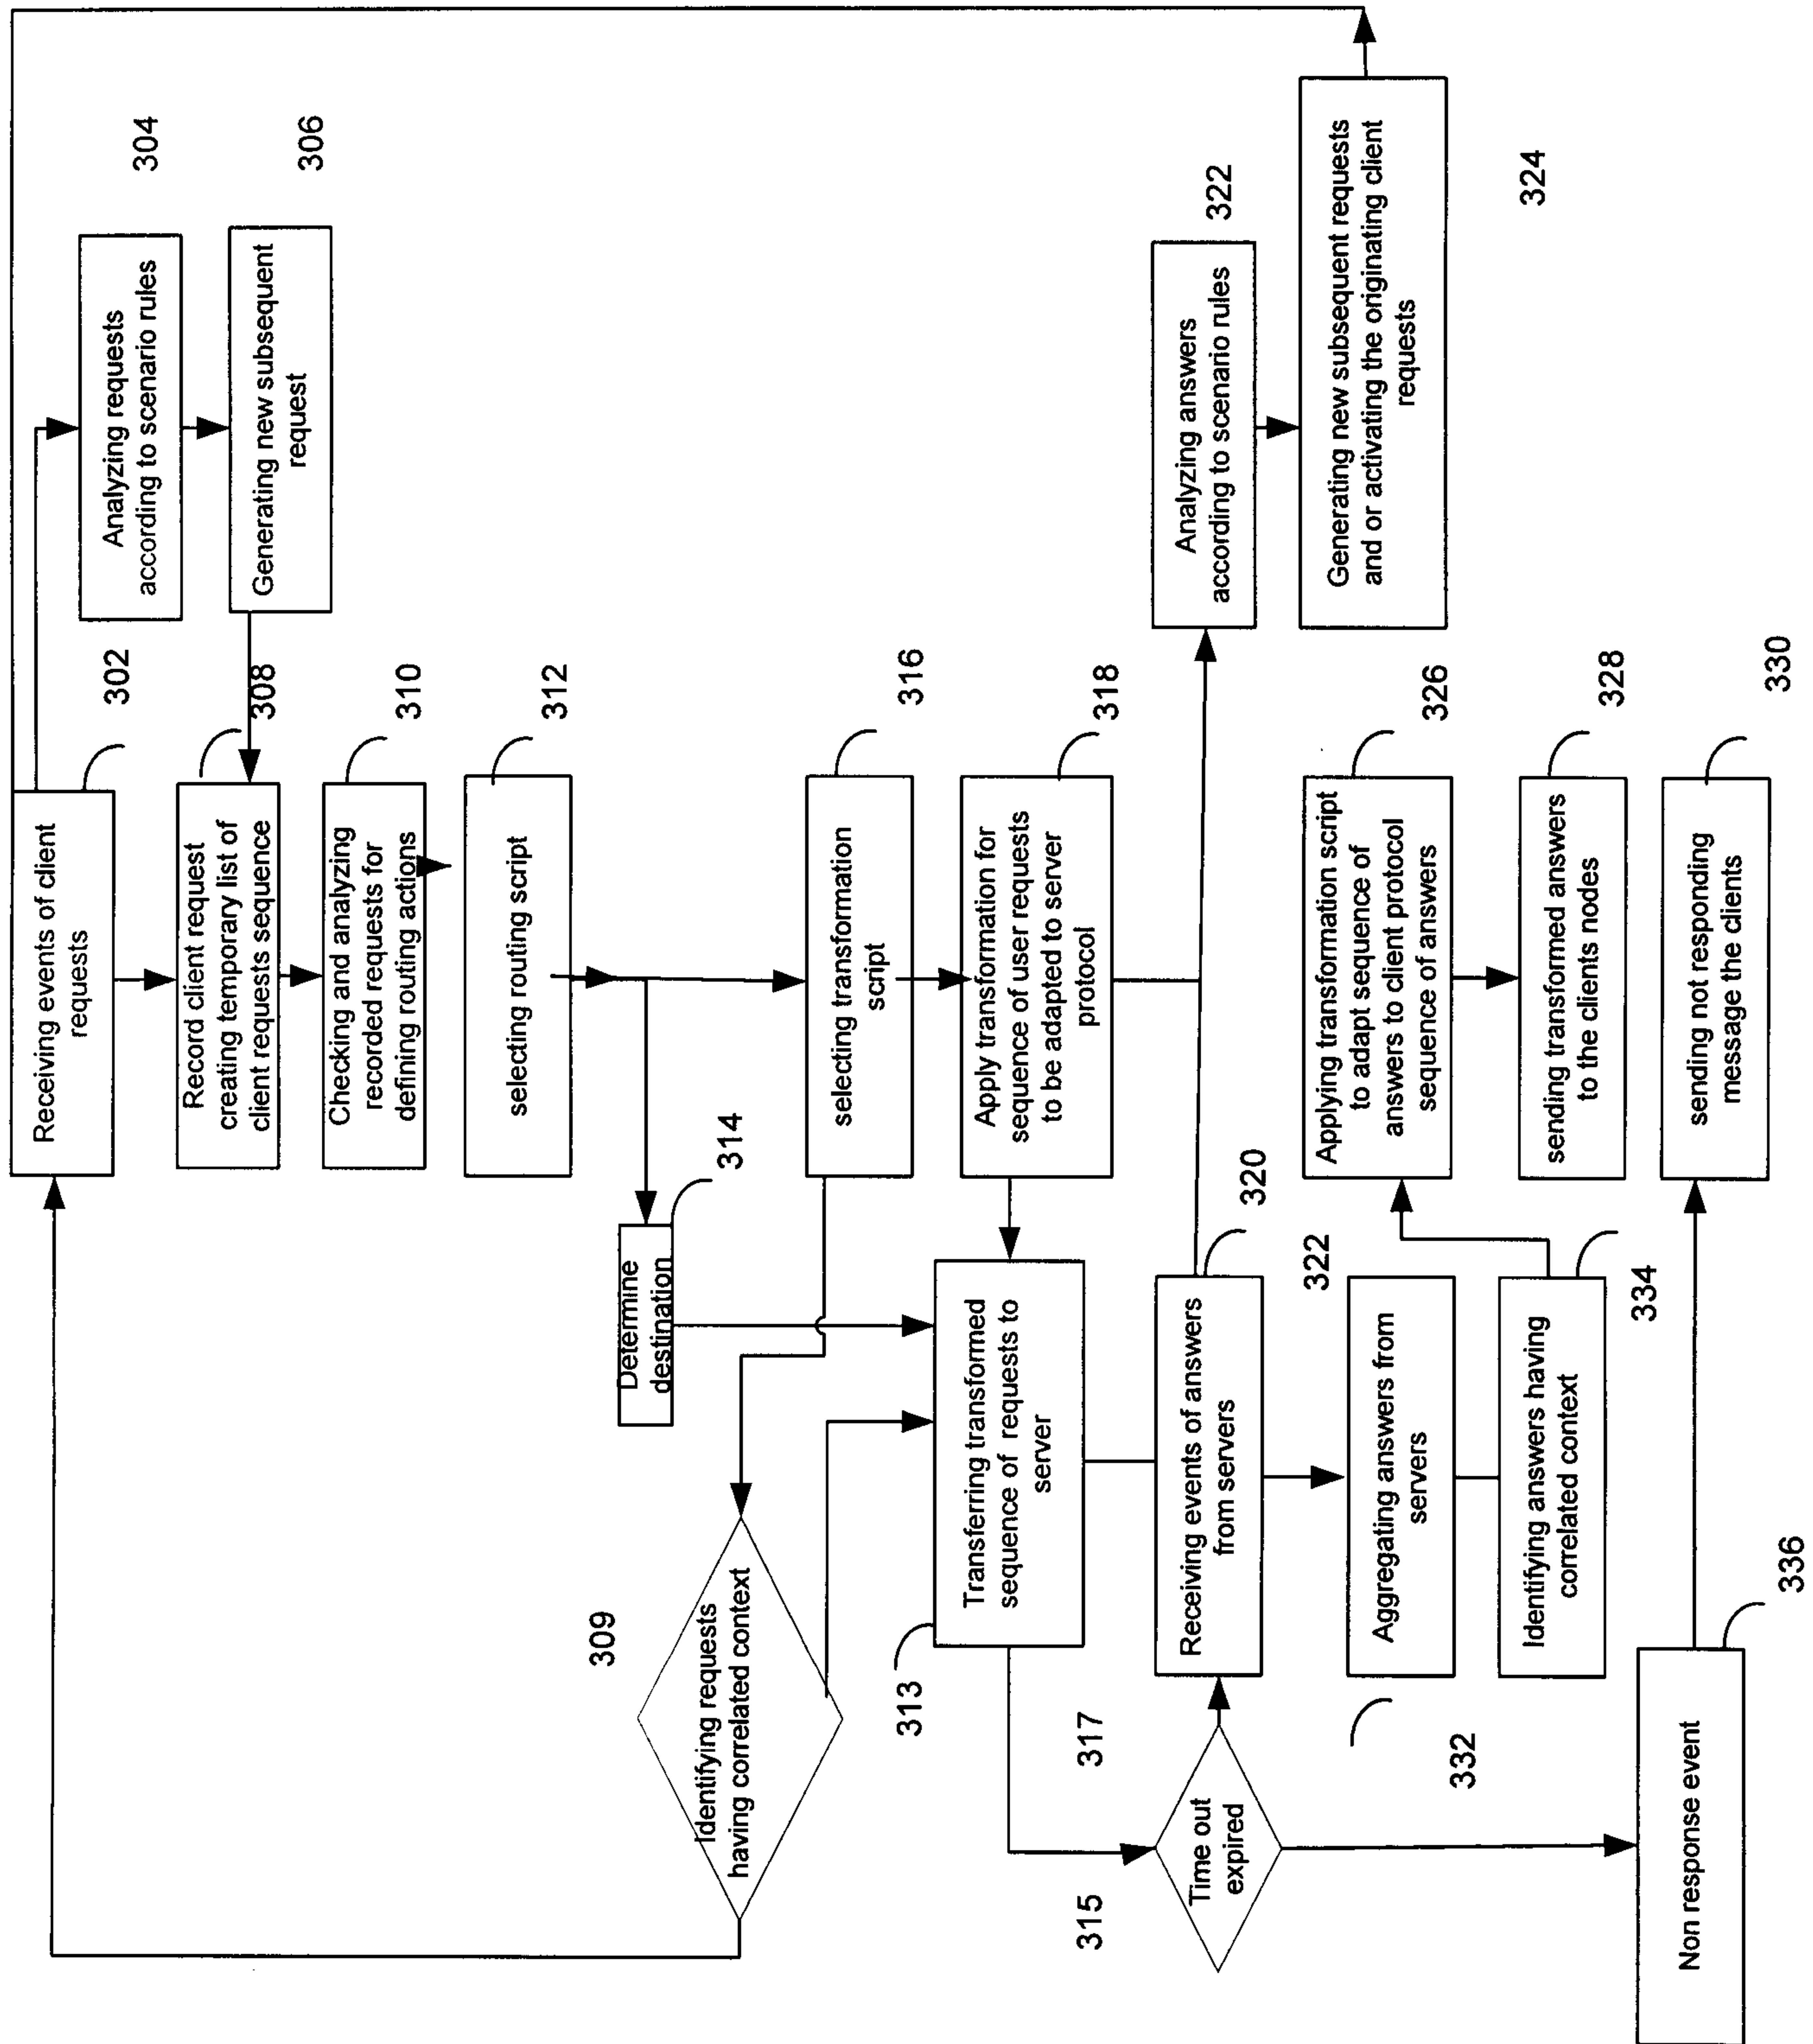 Receiving events of client
requests
302
Analyzing requests
according to scenario rules
304
Generating new subsequent
request
306
Record client request
creating temporary list of
client requests sequence
308
Checking and analyzing
recorded requests for
defining routing actions
310
selecting routing script
312
Determine
destination
314
selecting transformation
script
316
Identifying requests
having correlated context
309
Apply transformation for
sequence of user requests
to be adapted to server
protocol
318
Transferring transformed
sequence of requests to
server
313
Time out
expired
315
317
Receiving events of answers
from servers
320
Analyzing answers
according to scenario rules
322
Generating new subsequent requests
and or activating the originating client
requests
324
Aggregating answers from
servers
322
332
Identifying answers having
correlated context
334
Applying transformation script
to adapt sequence of
answers to client protocol
sequence of answers
326
sending transformed answers
to the clients nodes
328
Non response event
336
sending not responding
message the clients
330